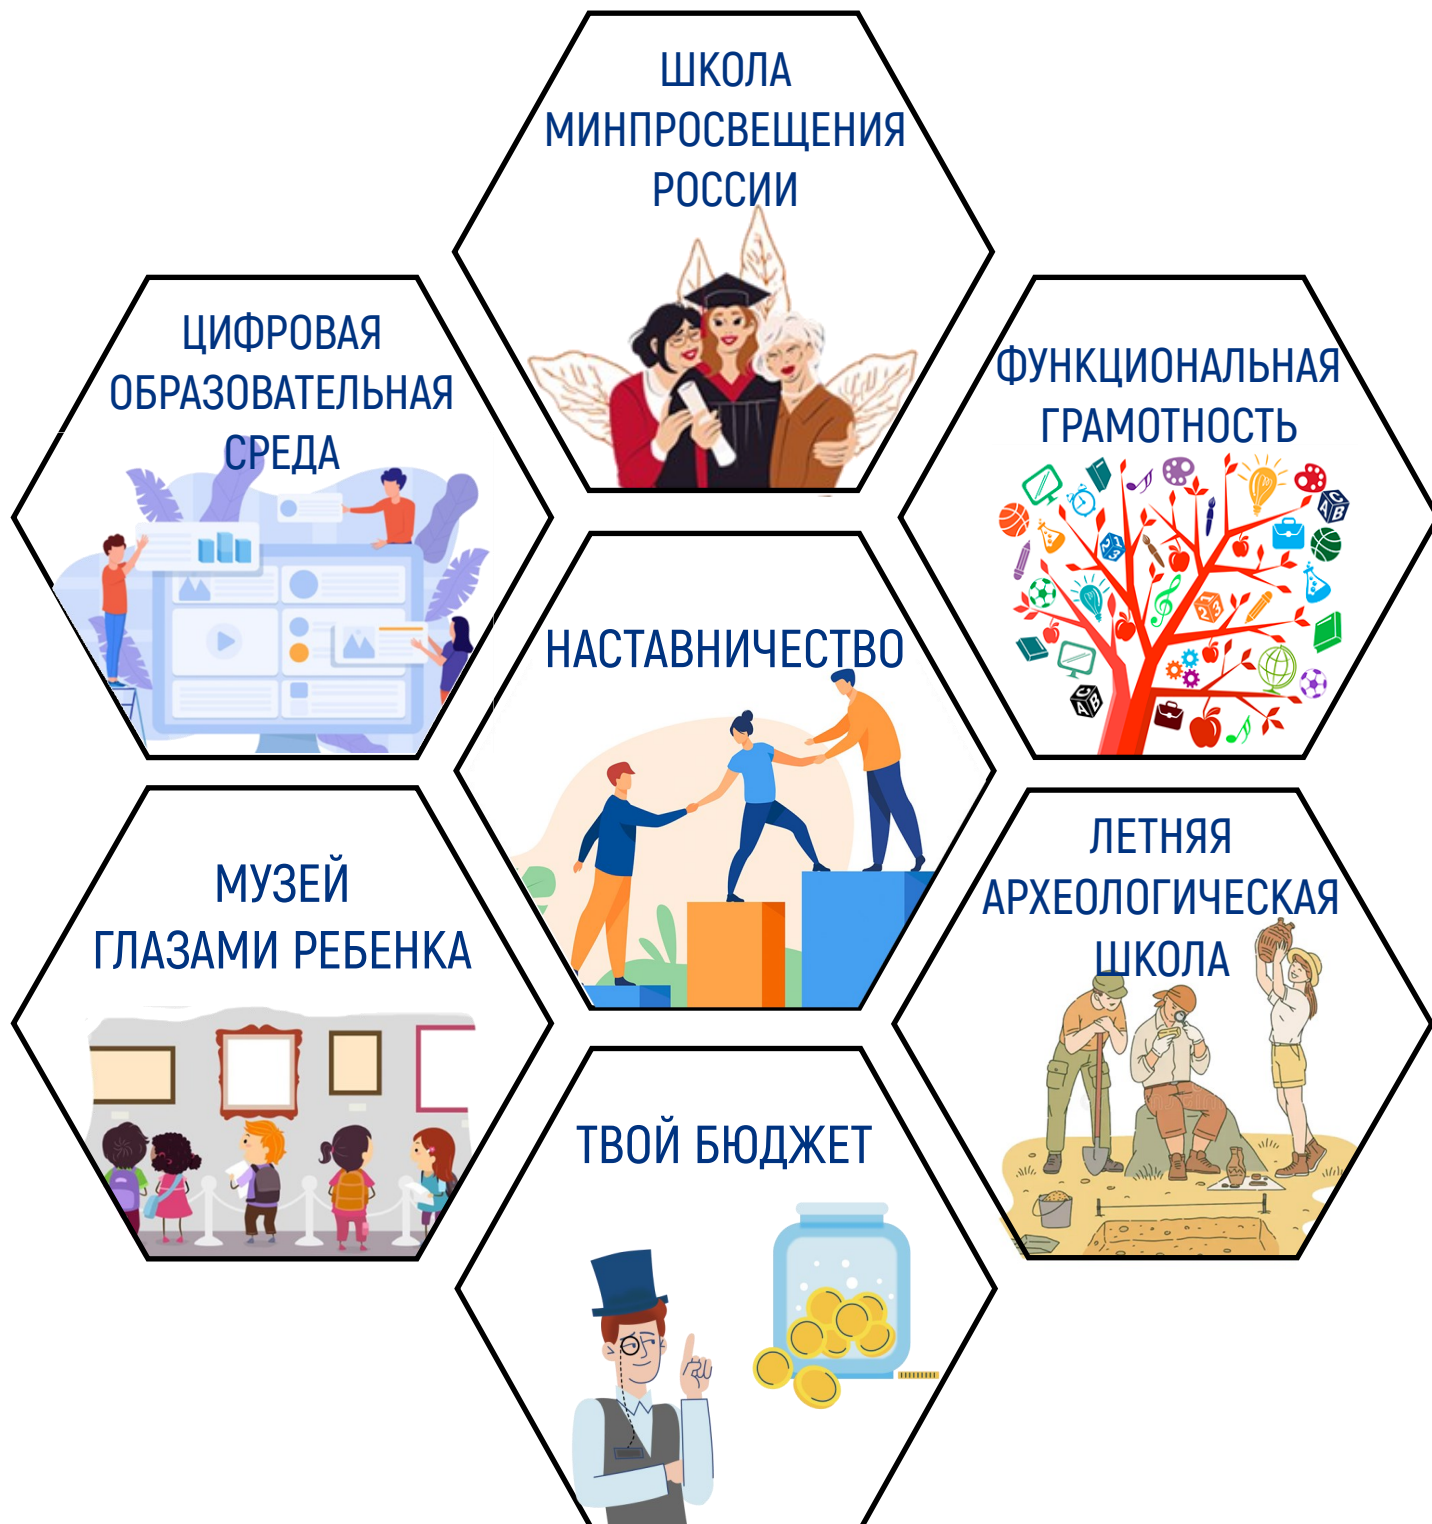 ШКОЛА
МИНПРОСВЕЩЕНИЯ
РОССИИ
ЦИФРОВАЯ
ОБРАЗОВАТЕЛЬНАЯ
СРЕДА
ФУНКЦИОНАЛЬНАЯ
ГРАМОТНОСТЬ
НАСТАВНИЧЕСТВО
МУЗЕЙ
ГЛАЗАМИ РЕБЕНКА
ЛЕТНЯЯ
АРХЕОЛОГИЧЕСКАЯ
ШКОЛА
ТВОЙ БЮДЖЕТ